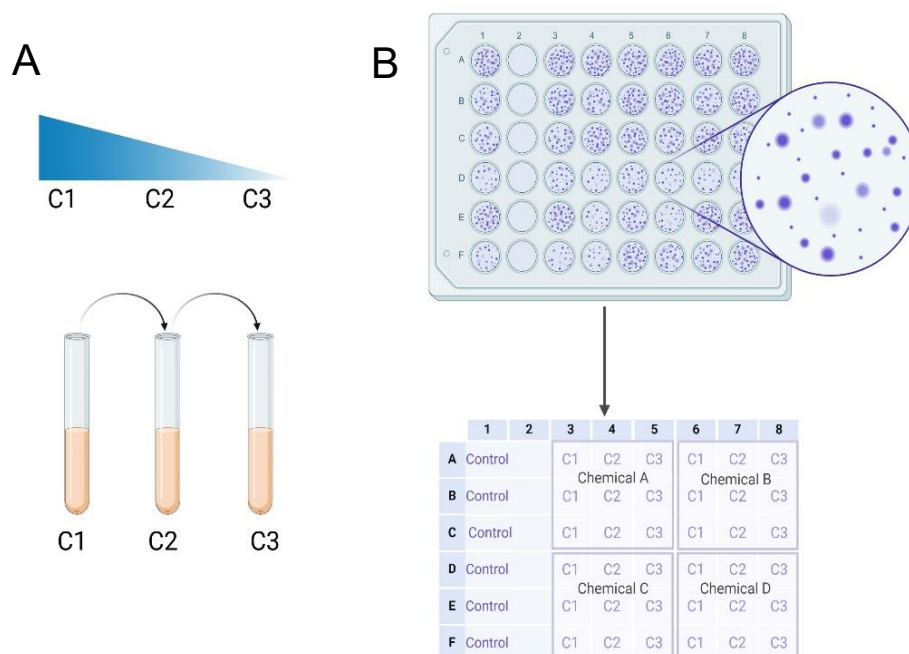 A
C1 C2 C3
C1 C2 C3
B
1 2 3 4 5 6 7 8
A
B
C
D
E
F
1 2 3 4 5 6 7 8
A Control C1 C2 C3 C1 C2 C3
Chemical A Chemical B
B Control C1 C2 C3 C1 C2 C3
C Control C1 C2 C3 C1 C2 C3
D Control C1 C2 C3 C1 C2 C3
Chemical C Chemical D
E Control C1 C2 C3 C1 C2 C3
F Control C1 C2 C3 C1 C2 C3